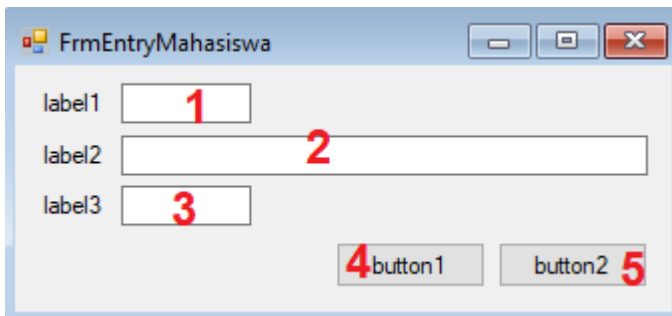 FrmEntryMahasiswa
label1 1
label2 2
label3 3
4 button1 button2 5